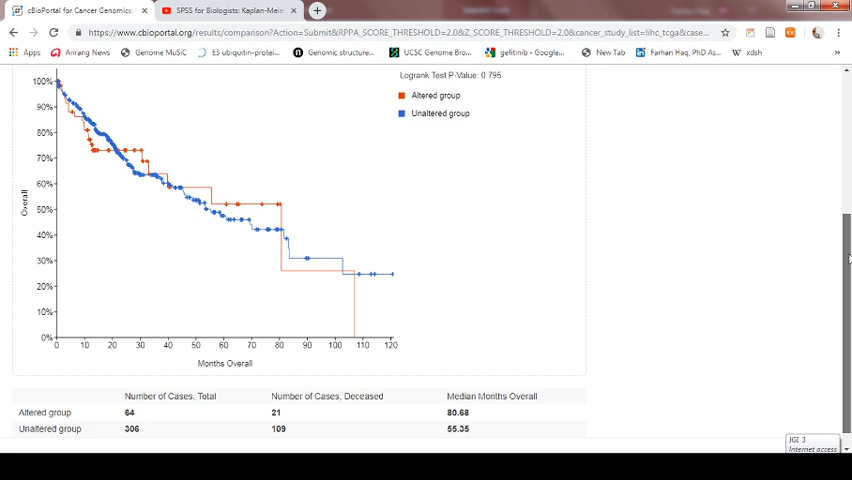 cBioPortal for Cancer Genomics
SPSS for Biologists: Kaplan-Meie
https://www.cbioportal.org/results/comparison?Action=Submit&RPPA_SCORE_THRESHOLD=2.0&Z_SCORE_THRESHOLD=2.0&cancer_study_list=lihc_tcga&case...
Apps
Arirang News
Genome MuSiC
E3 ubiquitin-protei...
Genomic structure...
UCSC Genome Brow...
gefitinib - Google...
New Tab
Farhan Haq, PhD As...
xdsh
»
Logrank Test P-Value: 0.795
Altered group
Unaltered group
100%
90%
80%
70%
60%
50%
40%
30%
20%
10%
0%
Overall
0 10 20 30 40 50 60 70 80 90 100 110 120
Months Overall
Number of Cases, Total Number of Cases, Deceased Median Months Overall
Altered group 64 21 80.68
Unaltered group 306 109 55.35
JGI 3
Internet access